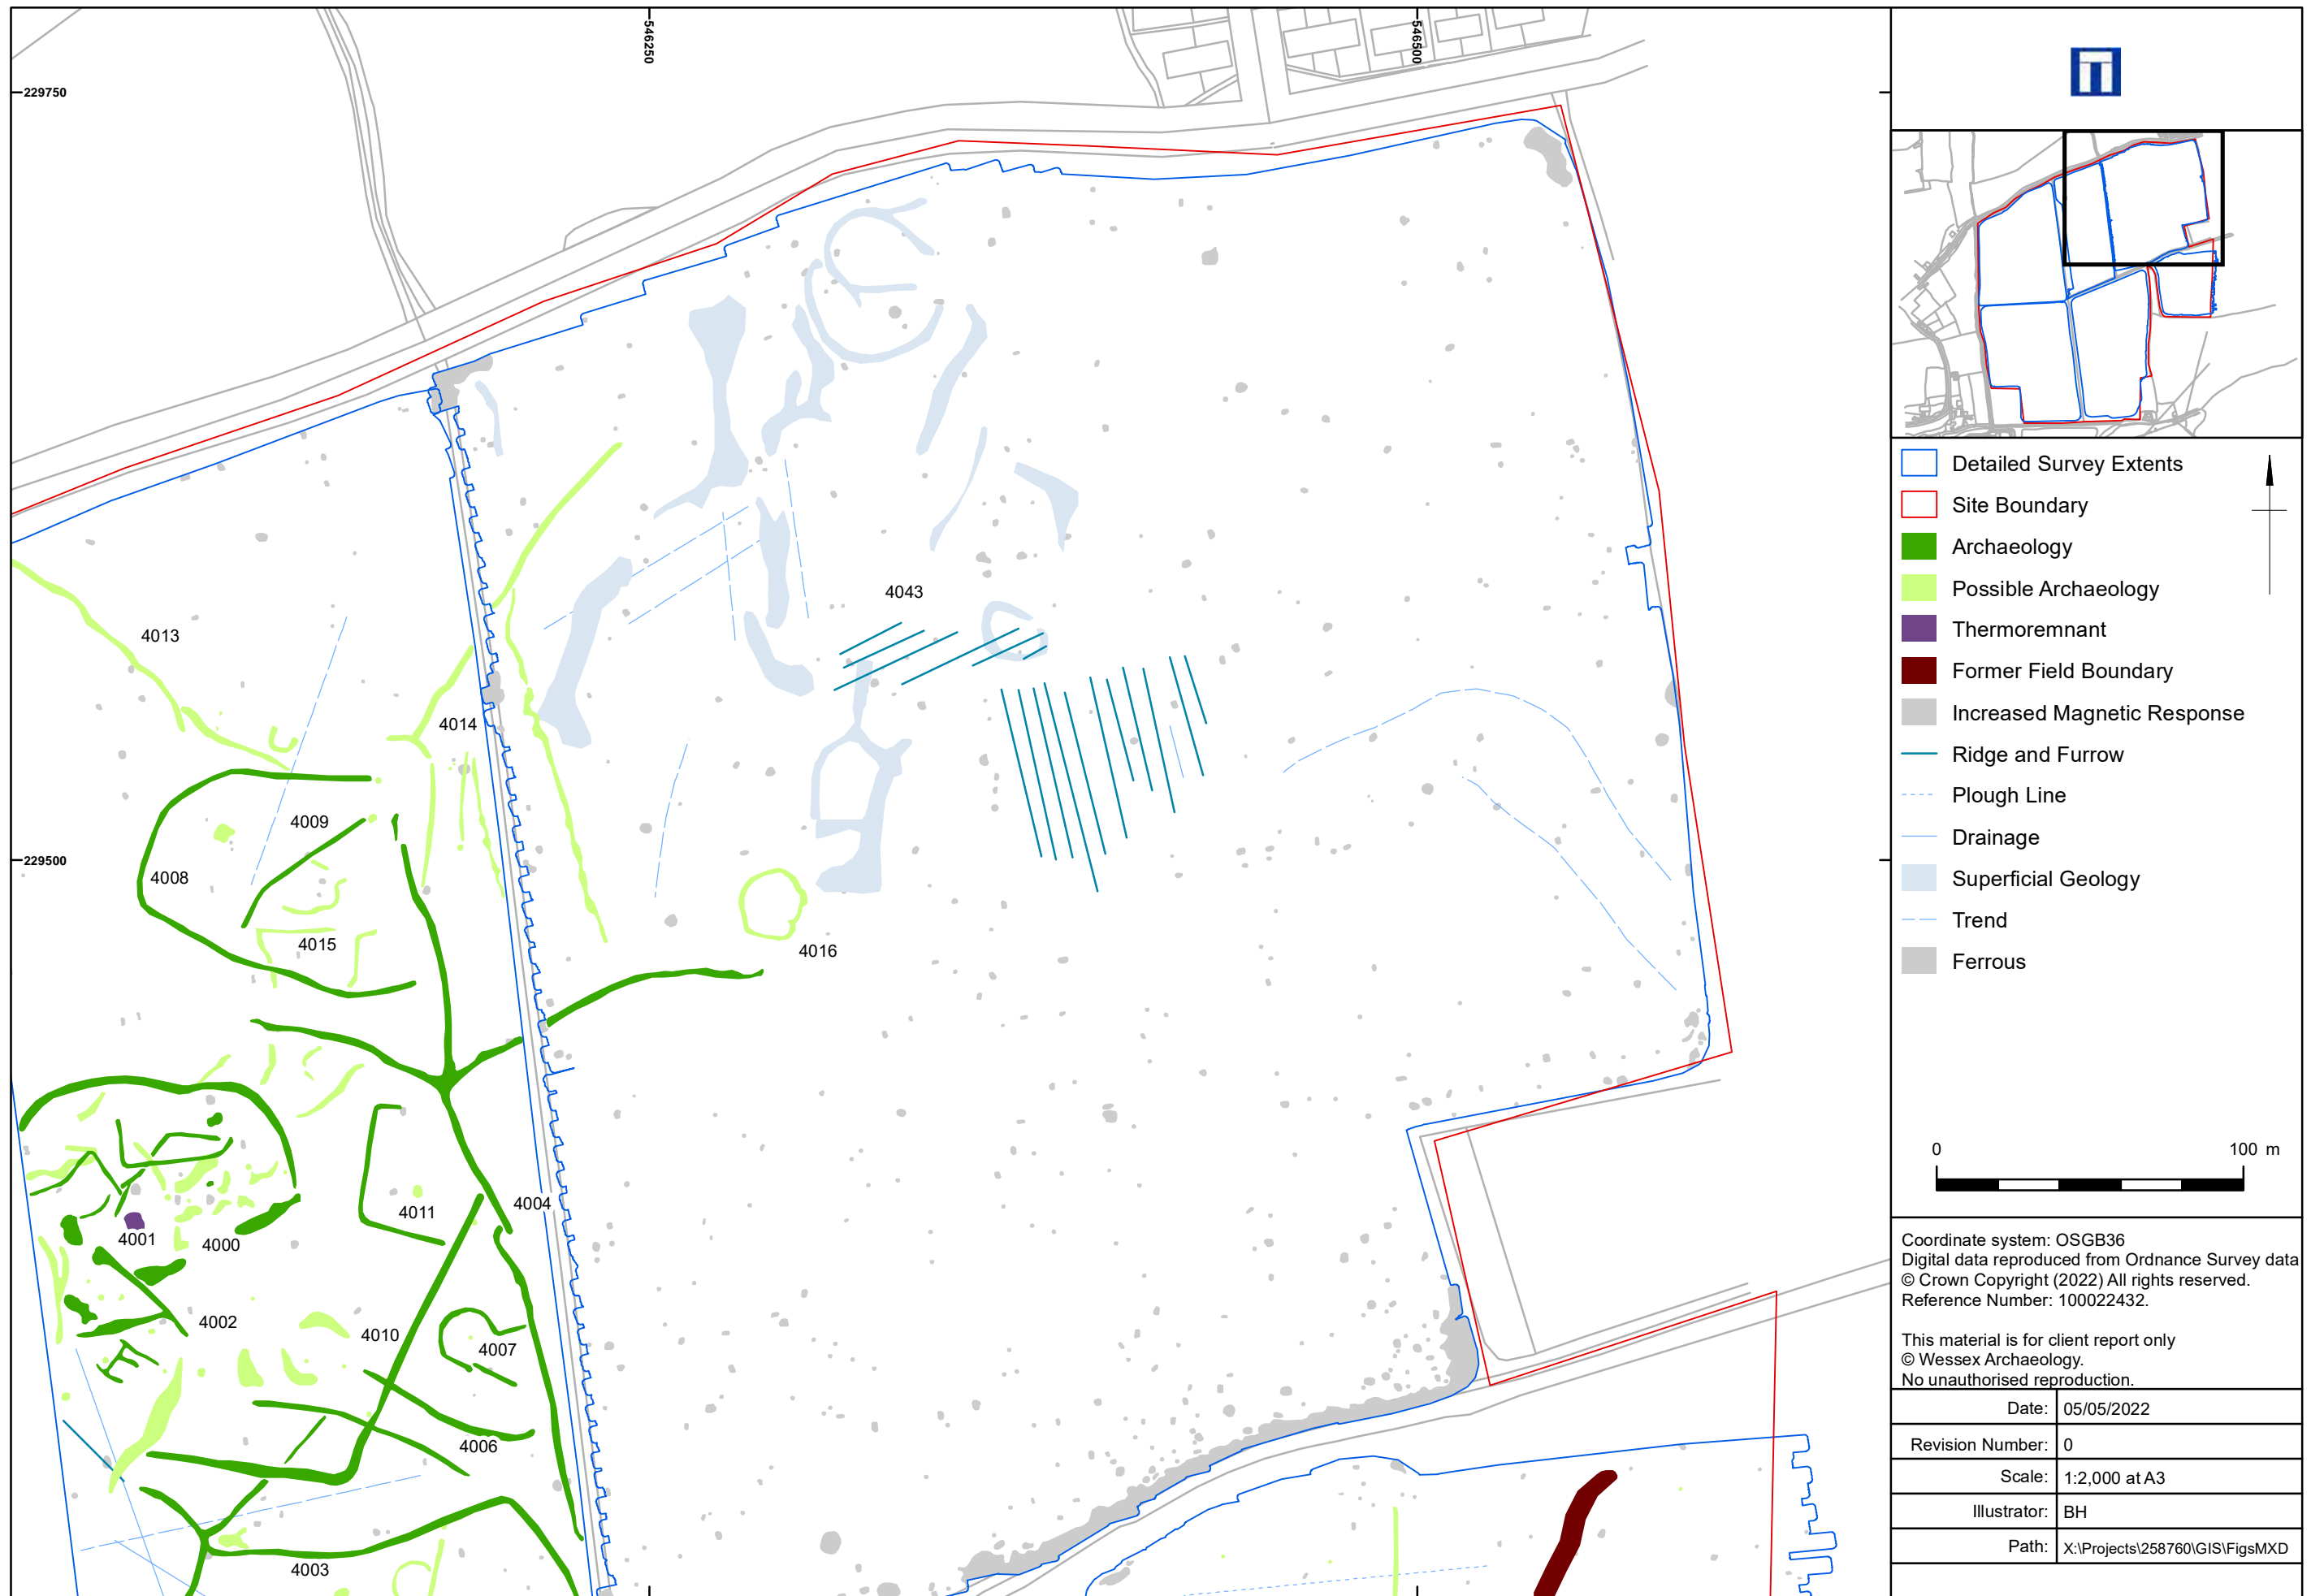 546250
546500
229750
229500
4043
4013
4014
4009
4008
4015
4016
4004
4011
4001
4000
4002
4010
4007
4006
4003
Detailed Survey Extents
Site Boundary
Archaeology
Possible Archaeology
Thermoremnant
Former Field Boundary
Increased Magnetic Response
Ridge and Furrow
Plough Line
Drainage
Superficial Geology
Trend
Ferrous
0 100 m
Coordinate system: OSGB36
Digital data reproduced from Ordnance Survey data
© Crown Copyright (2022) All rights reserved.
Reference Number: 100022432.
This material is for client report only
© Wessex Archaeology.
No unauthorised reproduction.
Date: 05/05/2022
Revision Number: 0
Scale: 1:2,000 at A3
Illustrator: BH
Path: X:\Projects\258760\GIS\FigsMXD